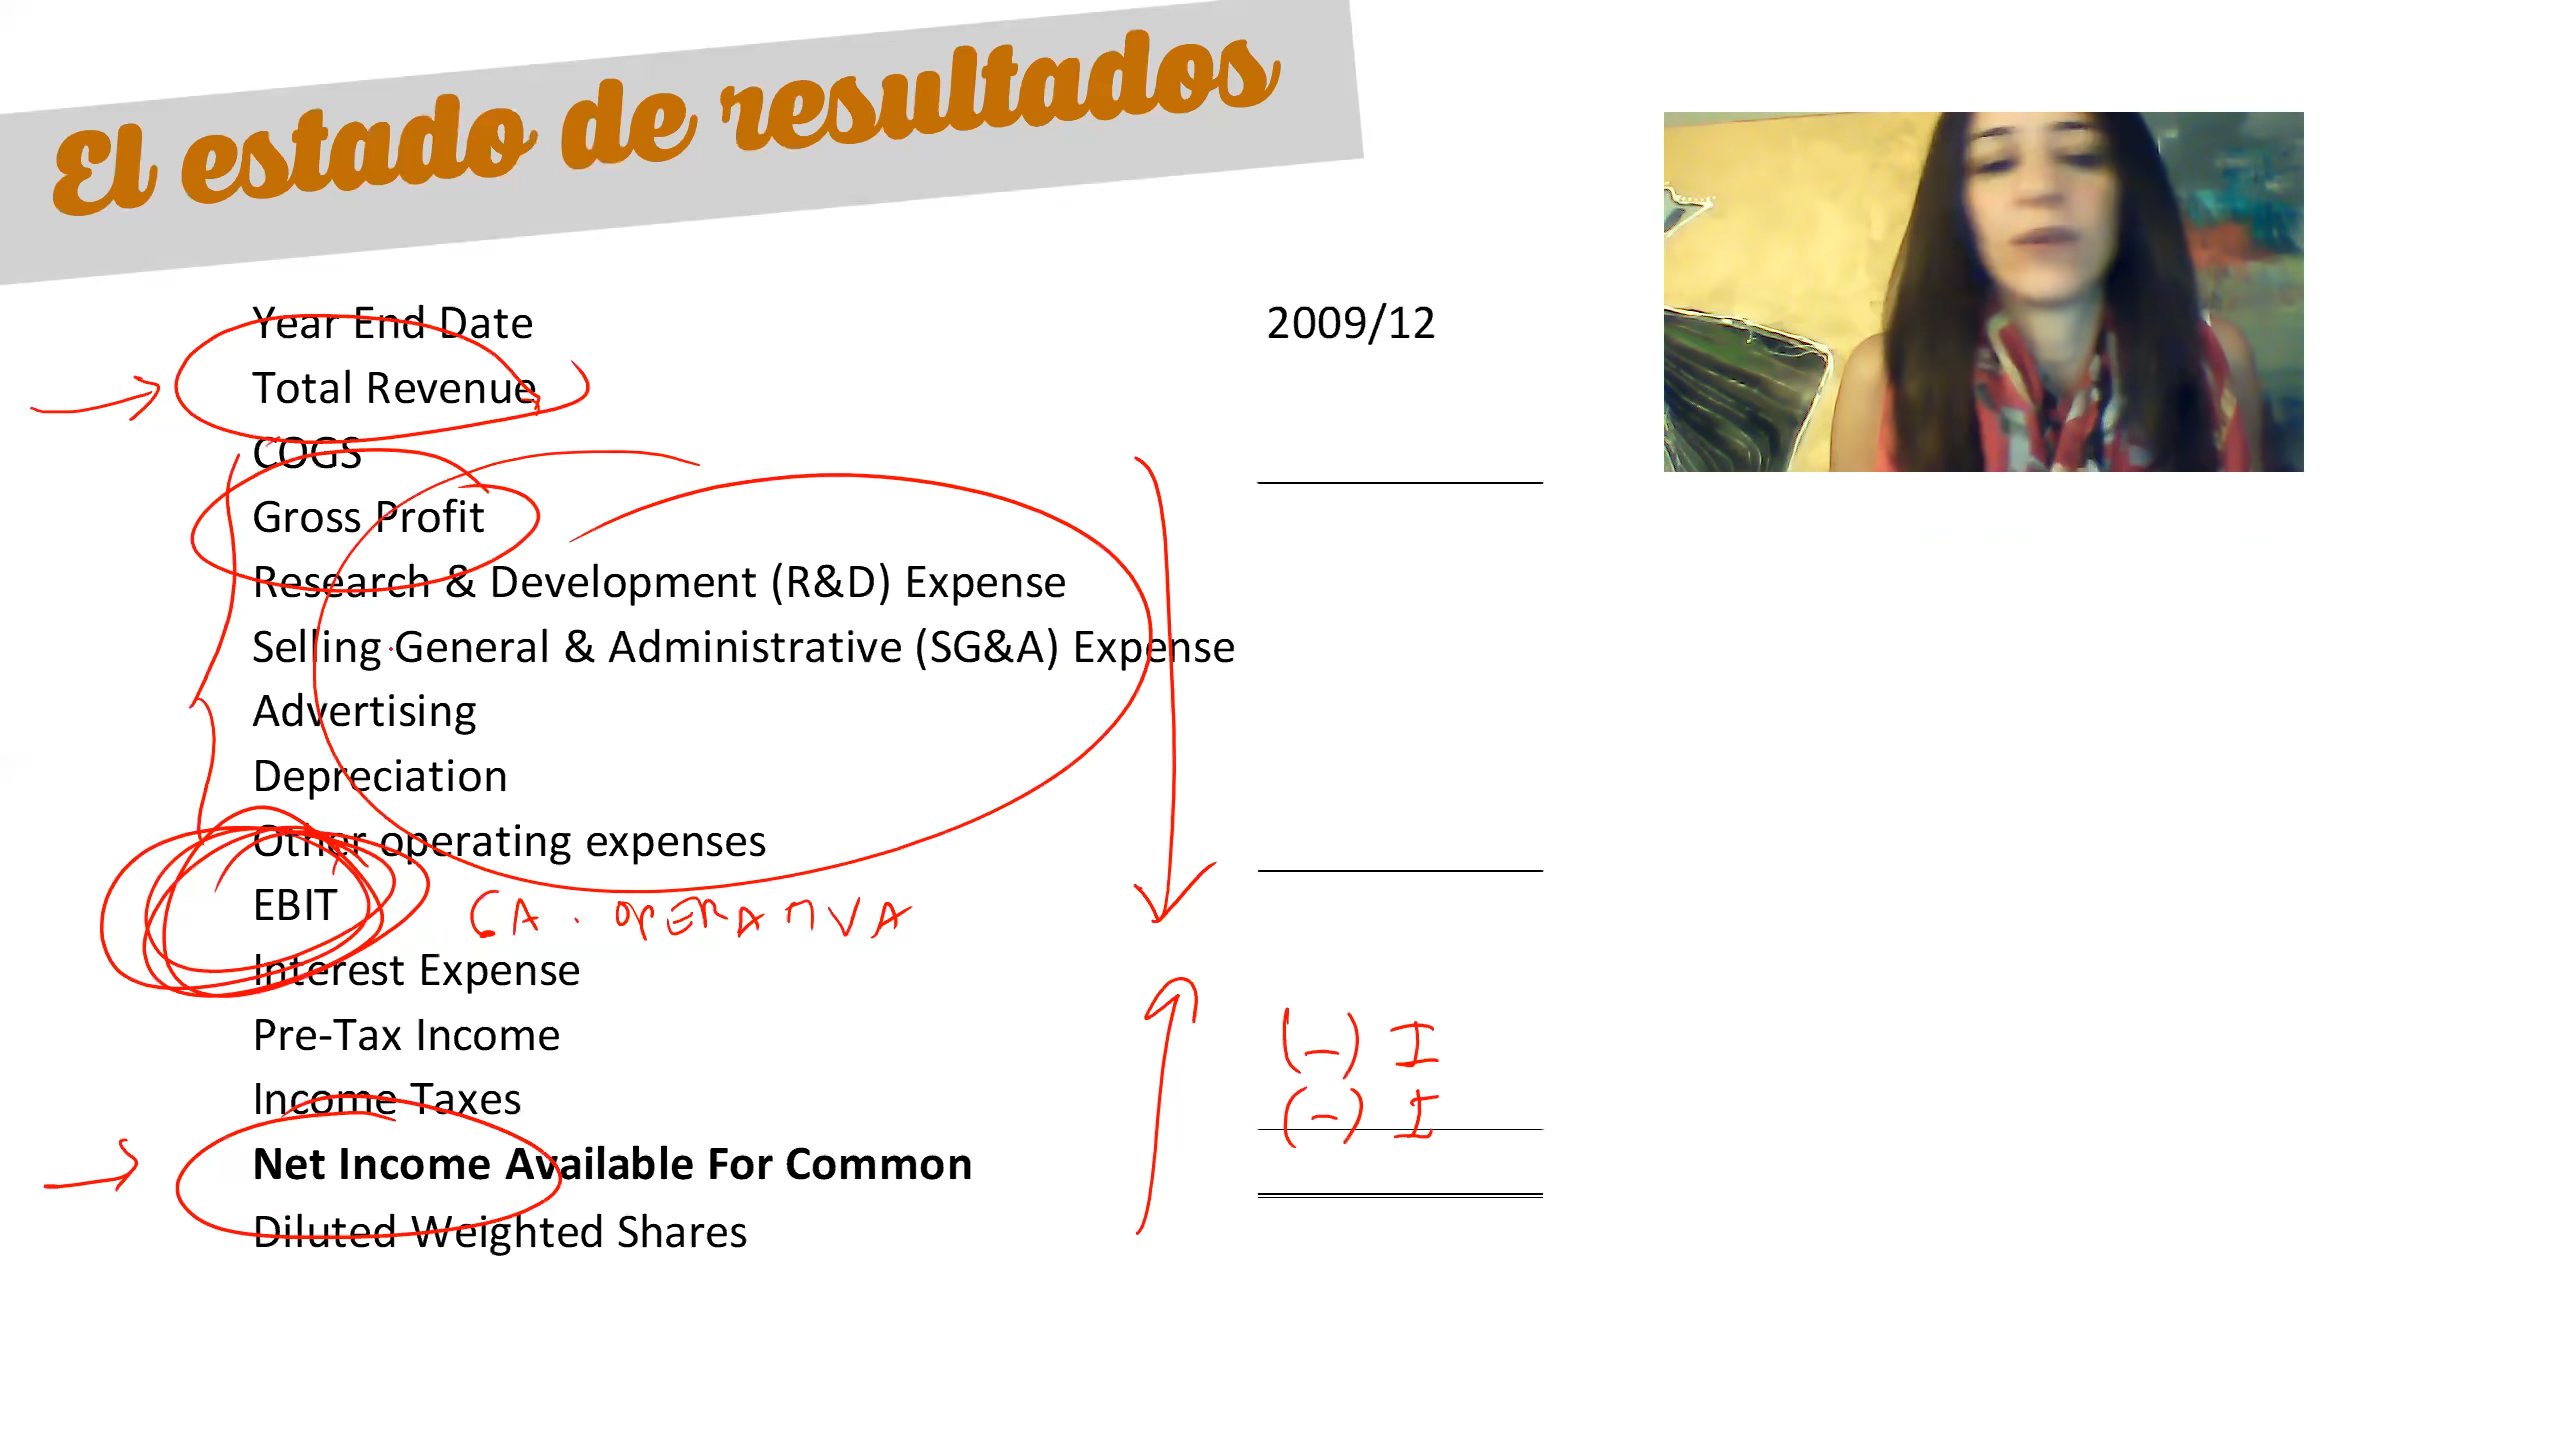 El estado de resultados
Year End Date 2009/12
Total Revenue
COGS
Gross Profit
Research & Development (R&D) Expense
Selling General & Administrative (SG&A) Expense
Advertising
Depreciation
Other operating expenses
EBIT
OPERATIVA
Interest Expense
Pre-Tax Income
(-) I
Income Taxes
(-) I
Net Income Available For Common
Diluted Weighted Shares